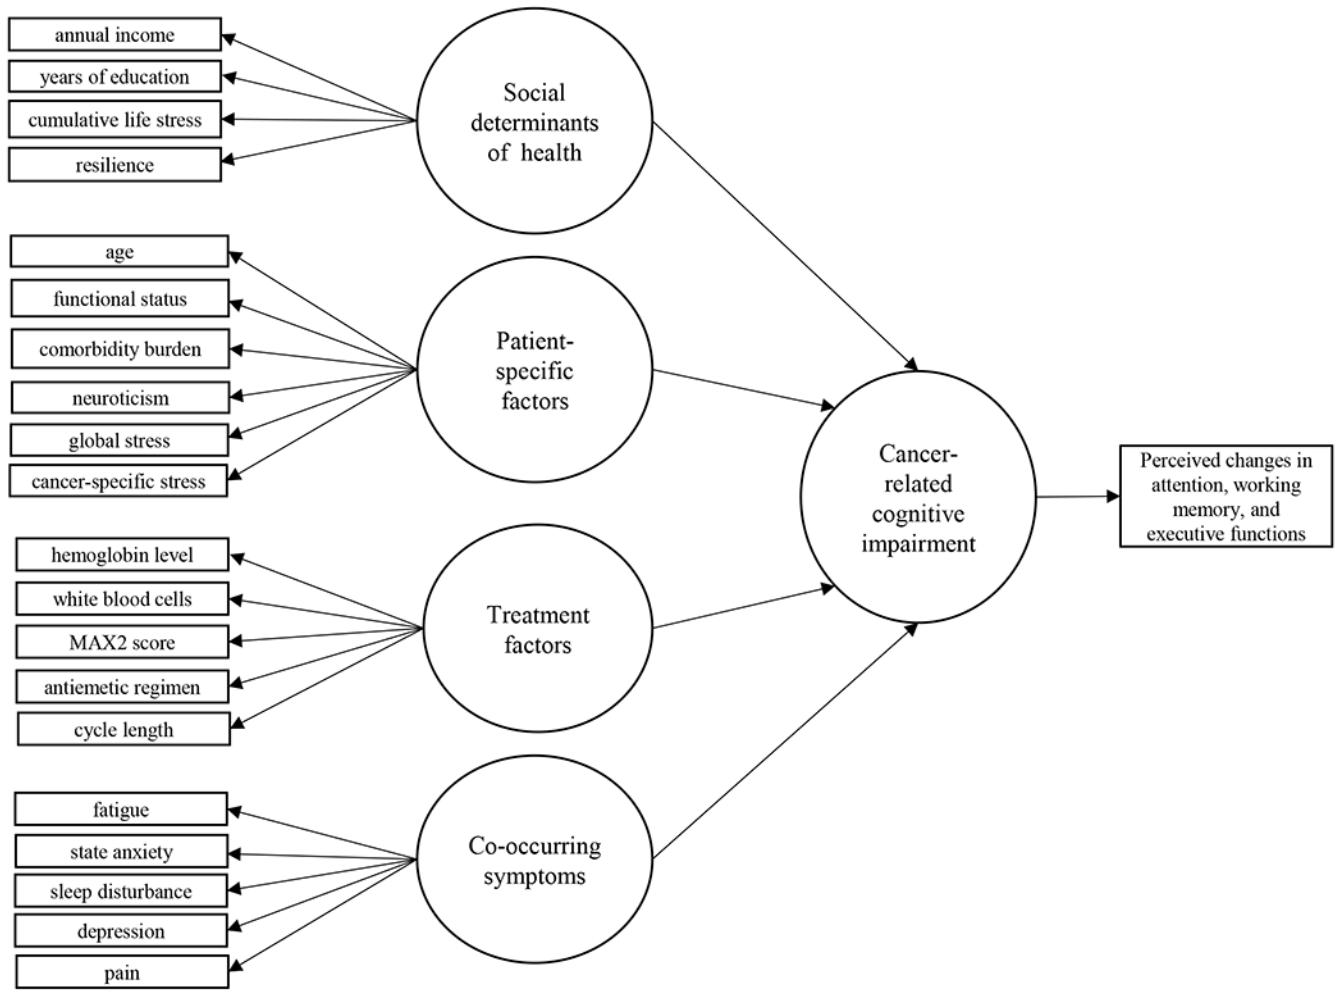 annual income
years of education
cumulative life stress
resilience
Social
determinants
of health
age
functional status
comorbidity burden
neuroticism
global stress
cancer-specific stress
Patient-
specific
factors
hemoglobin level
white blood cells
MAX2 score
antiemetic regimen
cycle length
Treatment
factors
fatigue
state anxiety
sleep disturbance
depression
pain
Co-occurring
symptoms
Cancer-
related
cognitive
impairment
Perceived changes in
attention, working
memory, and
executive functions